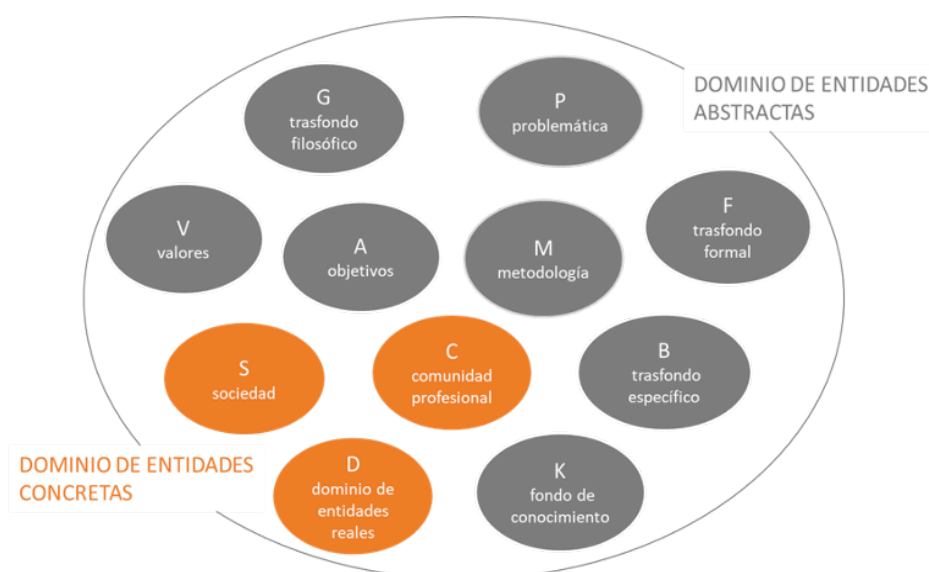 G
trasfondo
filosófico
P
problemática
DOMINIO DE ENTIDADES
ABSTRACTAS
V
valores
A
objetivos
M
metodología
F
trasfondo
formal
S
sociedad
C
comunidad
profesional
B
trasfondo
específico
DOMINIO DE ENTIDADES
CONCRETAS
D
dominio de
entidades
reales
K
fondo de
conocimiento